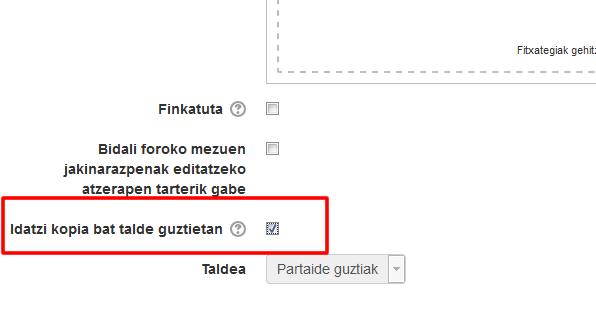 Fitxategiak gehitz
Finkatuta
Bidali foroko mezuen
jakinarazpenak editatzeko
atzerapen tarterik gabe
Idatzi kopia bat talde guztietan
Taldea Partaide guztiak